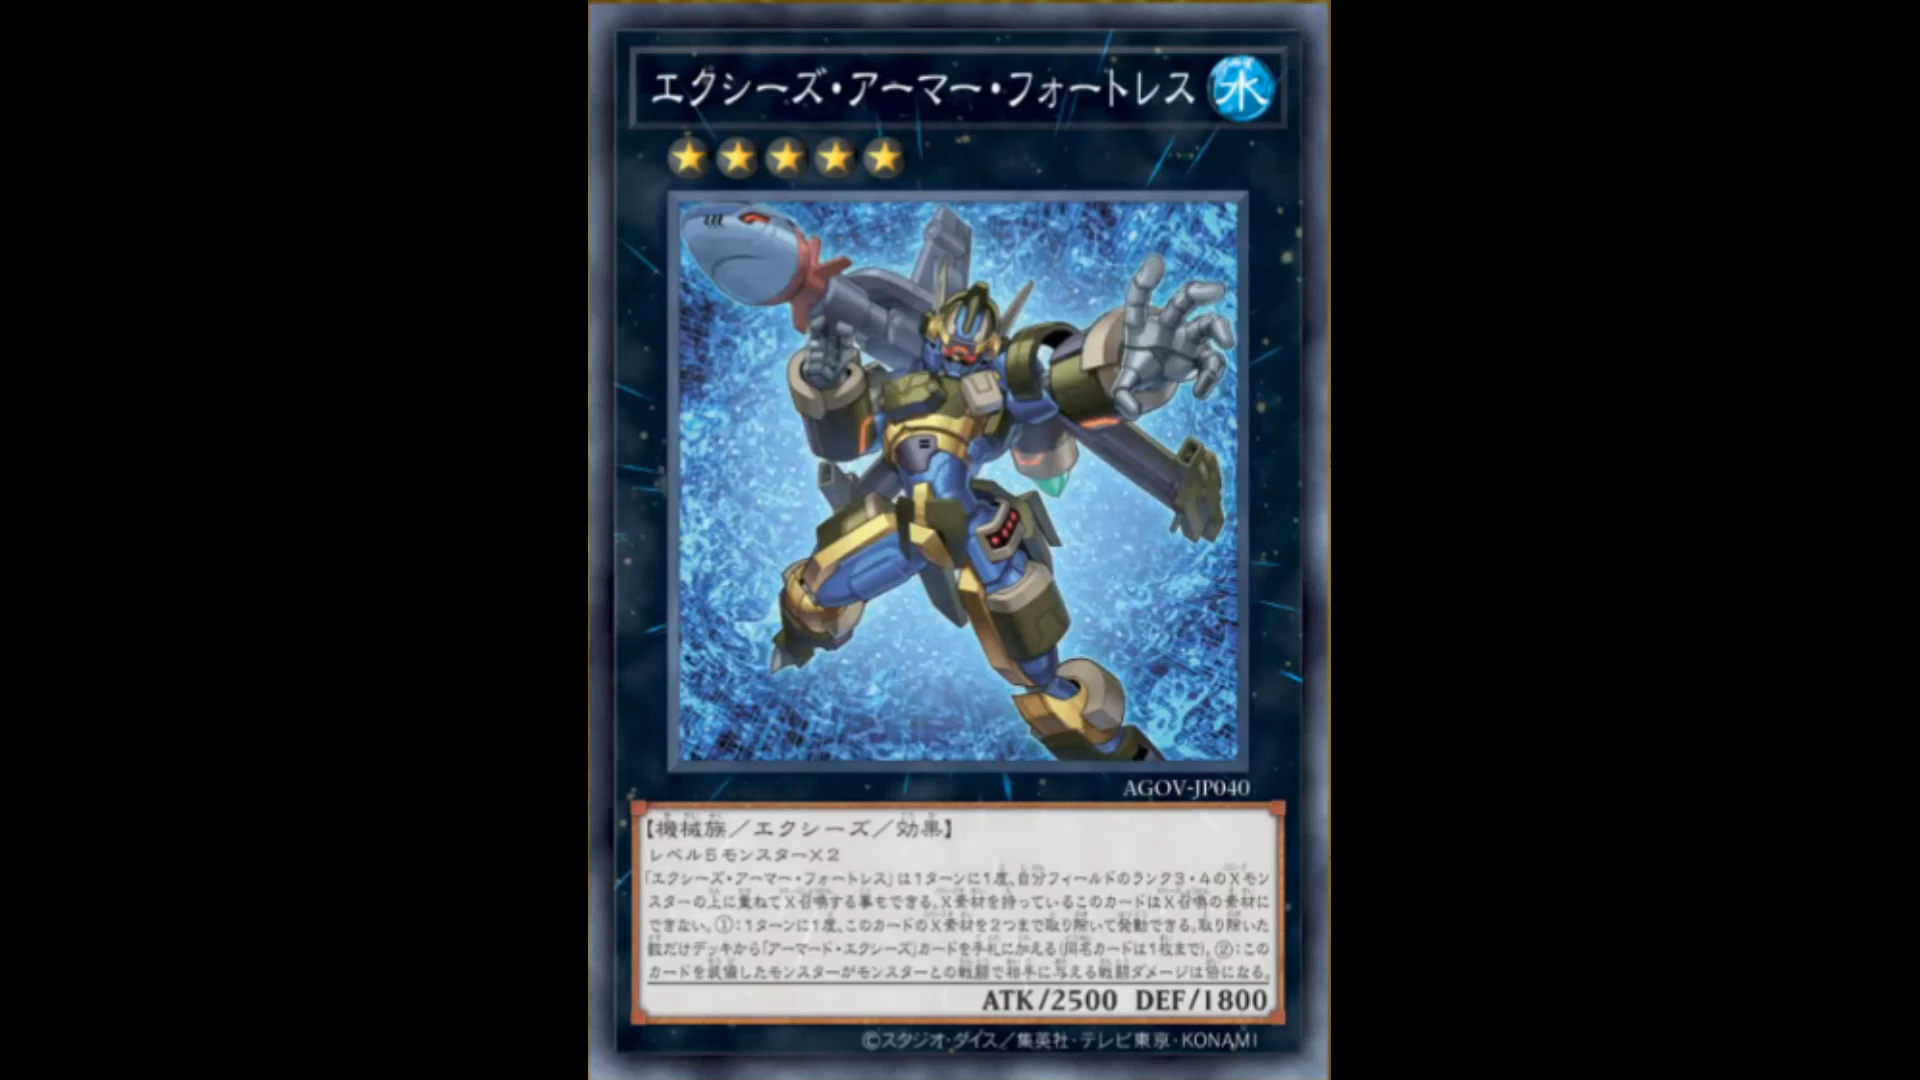 エクシーズ・アーマー・フォートレス 水
AGOV-JP040
【機械族／エクシーズ／効果】
レベル５モンスター×２
「エクシーズ・アーマー・フォートレス」は１ターンに１度、自分フィールドのランク３・４のＸモン
スターの上に重ねてＸ召喚する事もできる。Ｘ素材を持っているこのカードはＸ召喚の素材に
できない。①：１ターンに１度、このカードのＸ素材を２つまで取り除いて発動できる。取り除いた
数だけデッキから「アーマード・エクシーズ」カードを手札に加える（同名カードは１枚まで）。②：この
カードを装備したモンスターがモンスターとの戦闘で相手に与える戦闘ダメージは倍になる。
ATK/2500 DEF/1800
©スタジオ・ダイス／集英社・テレビ東京・KONAMI